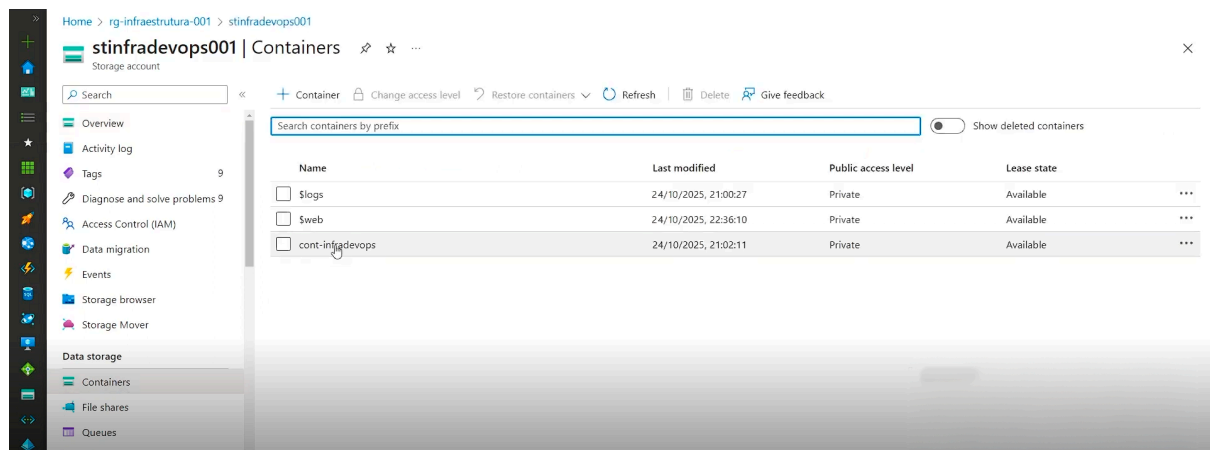 Home > rg-infraestrutura-001 > stinfradevops001
stinfradevops001 | Containers
Storage account
Search
Overview
Activity log
Tags 9
Diagnose and solve problems 9
Access Control (IAM)
Data migration
Events
Storage browser
Storage Mover
Data storage
Containers
File shares
Queues
Container Change access level Restore containers Refresh Delete Give feedback
Search containers by prefix Show deleted containers
Name Last modified Public access level Lease state
$logs 24/10/2025, 21:00:27 Private Available
$web 24/10/2025, 22:36:10 Private Available
cont-infradevops 24/10/2025, 21:02:11 Private Available